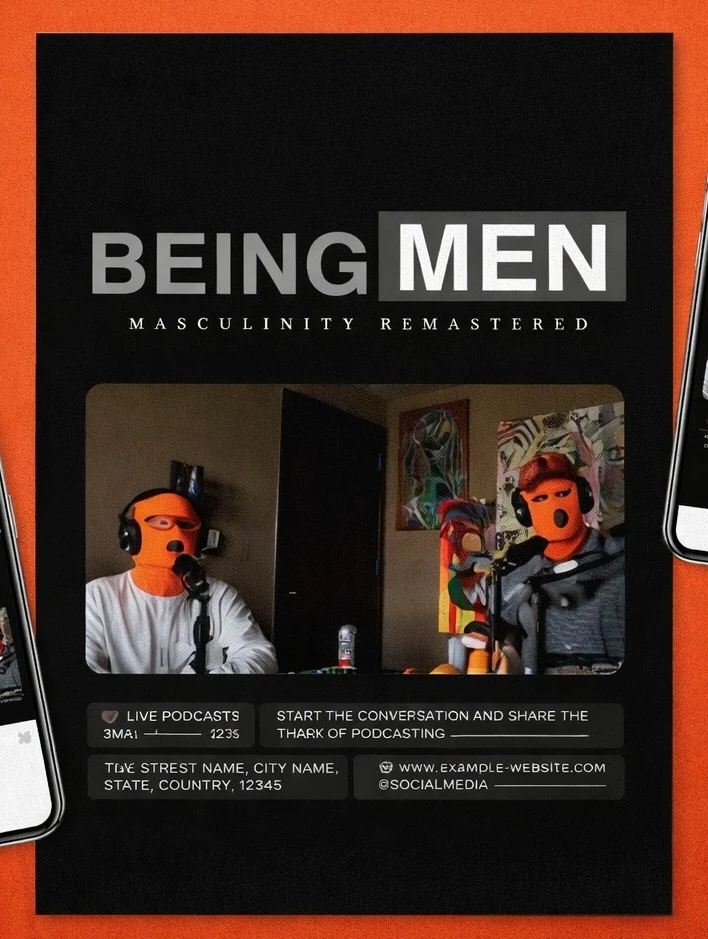 BEING MEN
MASCULINITY REMASTERED
LIVE PODCASTS
START THE CONVERSATION AND SHARE THE
THARK OF PODCASTING
STREST NAME, CITY NAME,
STATE, COUNTRY, 12345
WWW.EXAMPLE-WEBSITE.COM
@SOCIALMEDIA